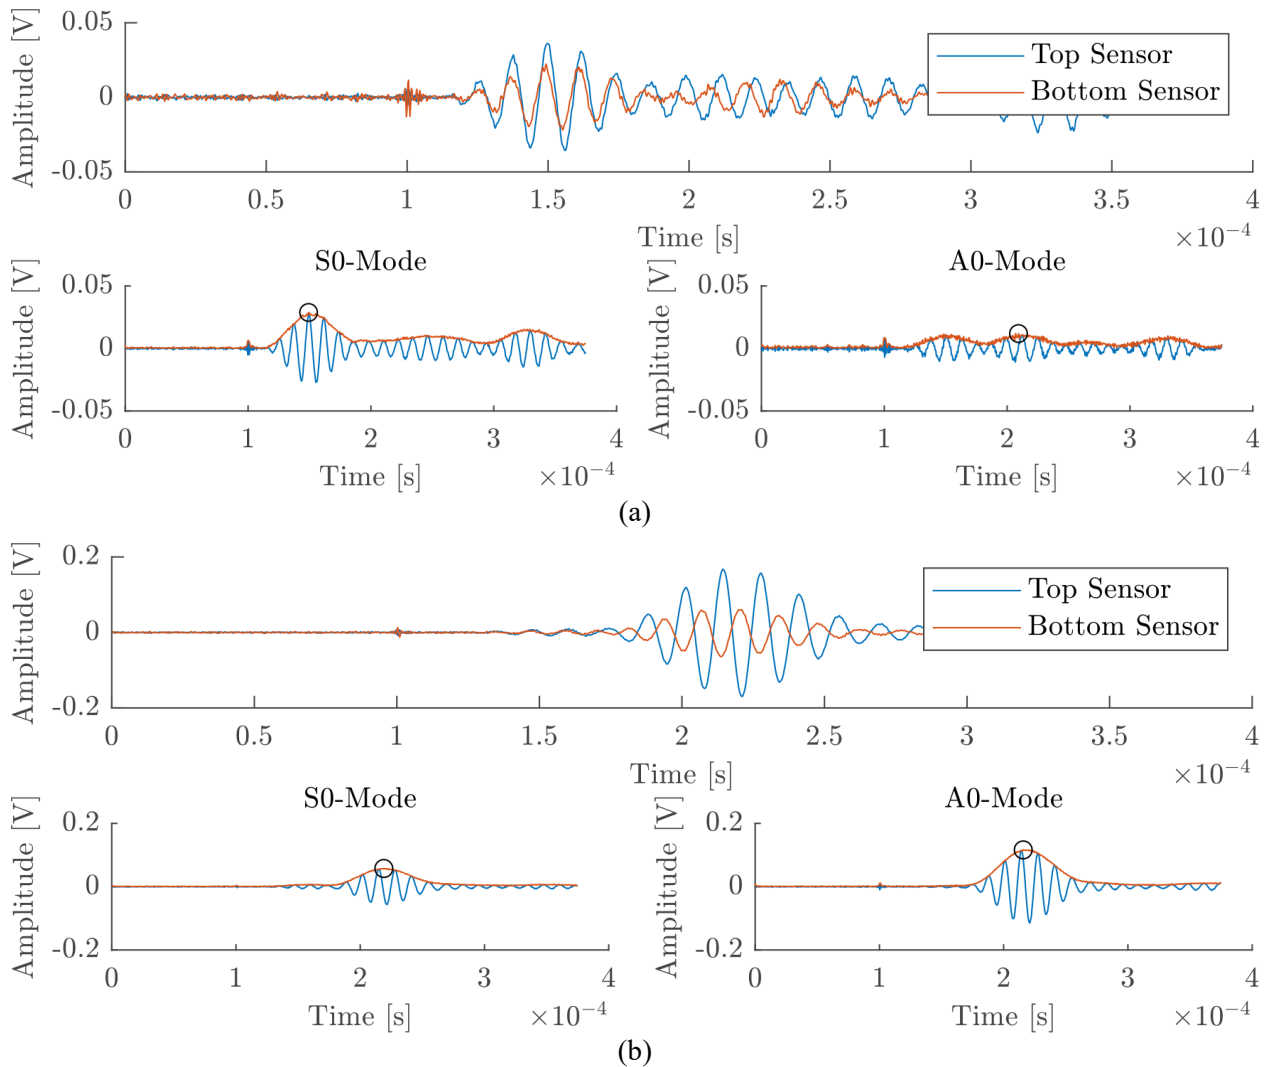 Amplitude [V]
0.05
0
-0.05
Top Sensor
Bottom Sensor
0 0.5 1 1.5 2 2.5 3 3.5 4
Time [s]
×10⁻⁴
S0-Mode
Amplitude [V]
0.05
0
-0.05
0 1 2 3 4
Time [s] ×10⁻⁴
A0-Mode
Amplitude [V]
0.05
0
-0.05
0 1 2 3 4
Time [s] ×10⁻⁴
(a)
Amplitude [V]
0.2
0
-0.2
Top Sensor
Bottom Sensor
0 0.5 1 1.5 2 2.5 3 3.5 4
Time [s]
×10⁻⁴
S0-Mode
Amplitude [V]
0.2
0
-0.2
0 1 2 3 4
Time [s] ×10⁻⁴
A0-Mode
Amplitude [V]
0.2
0
-0.2
0 1 2 3 4
Time [s] ×10⁻⁴
(b)